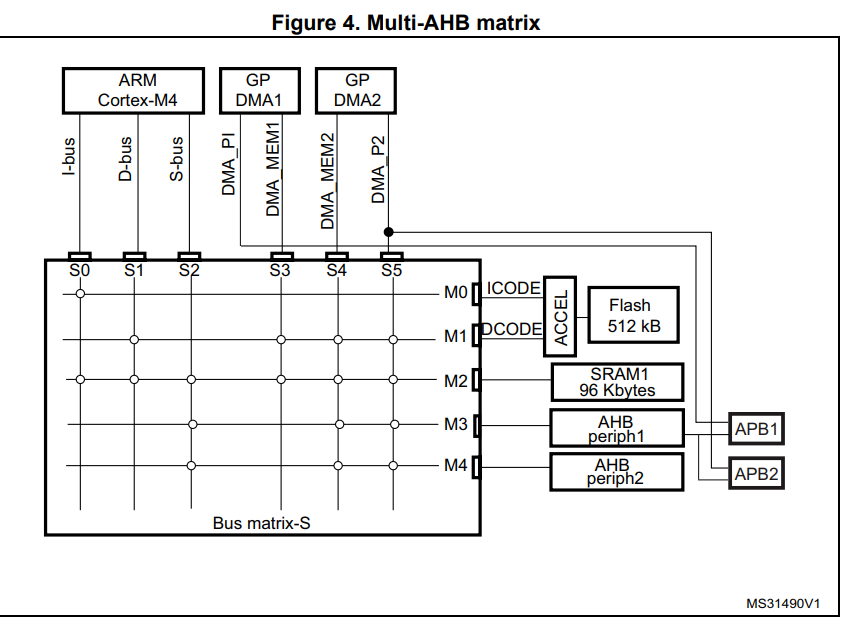 Figure 4. Multi-AHB matrix
ARM
Cortex-M4
GP
DMA1
GP
DMA2
I-bus
D-bus
S-bus
DMA_PI
DMA_MEM1
DMA_MEM2
DMA_P2
S0
S1
S2
S3
S4
S5
M0
ICODE
M1
DCODE
ACCEL
Flash
512 kB
M2
SRAM1
96 Kbytes
M3
AHB
periph1
M4
AHB
periph2
APB1
APB2
Bus matrix-S
MS31490V1